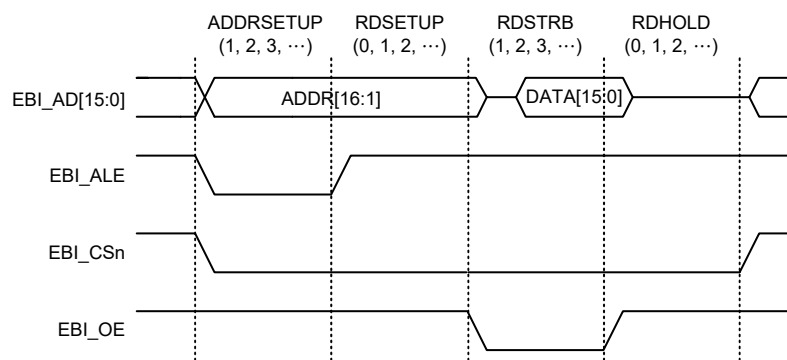 ADDRSETUP RDSETUP RDSTRB RDHOLD
(1, 2, 3, ⋯) (0, 1, 2, ⋯) (1, 2, 3, ⋯) (0, 1, 2, ⋯)
EBI_AD[15:0] ADDR[16:1] DATA[15:0]
EBI_ALE
EBI_CSn
EBI_OE